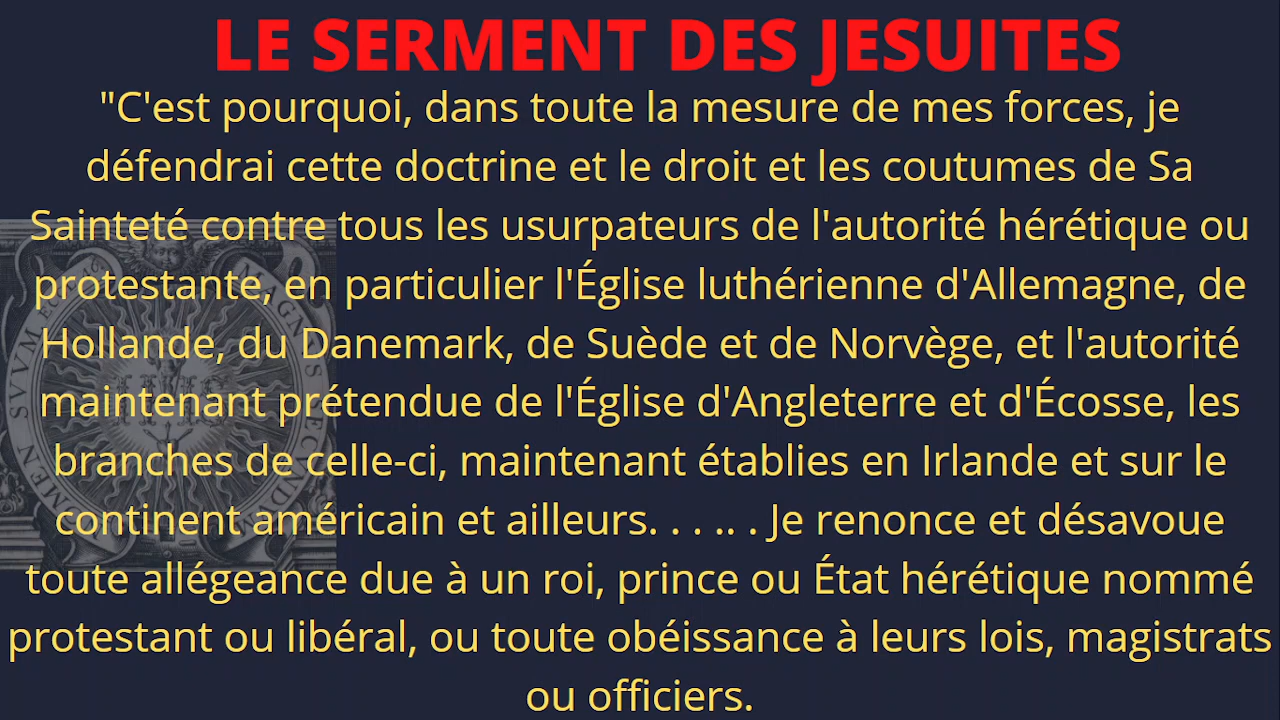 LE SERMENT DES JESUITES
"C'est pourquoi, dans toute la mesure de mes forces, je
défendrai cette doctrine et le droit et les coutumes de Sa
Sainteté contre tous les usurpateurs de l'autorité hérétique ou
protestante, en particulier l'Église luthérienne d'Allemagne, de
Hollande, du Danemark, de Suède et de Norvège, et l'autorité
maintenant prétendue de l'Église d'Angleterre et d'Écosse, les
branches de celle-ci, maintenant établies en Irlande et sur le
continent américain et ailleurs. . . .. . Je renonce et désavoue
toute allégeance due à un roi, prince ou État hérétique nommé
protestant ou libéral, ou toute obéissance à leurs lois, magistrats
ou officiers.